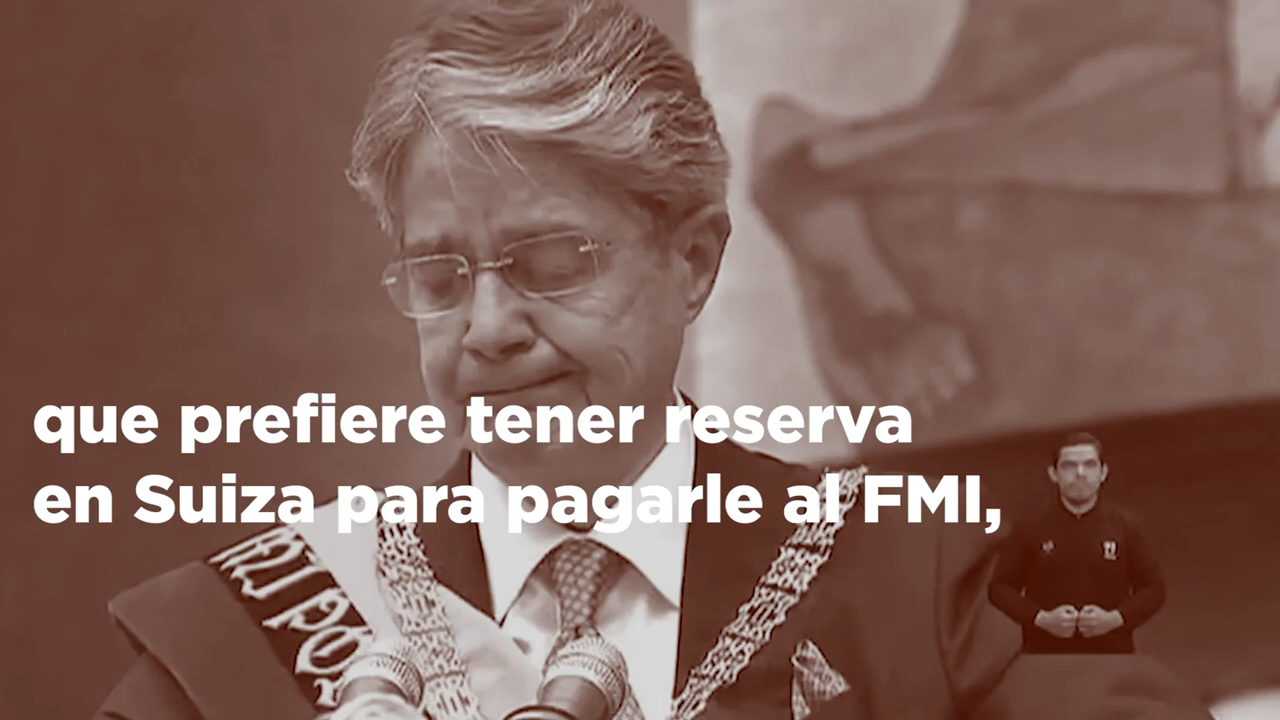 que prefiere tener reserva
en Suiza para pagarle al FMI,